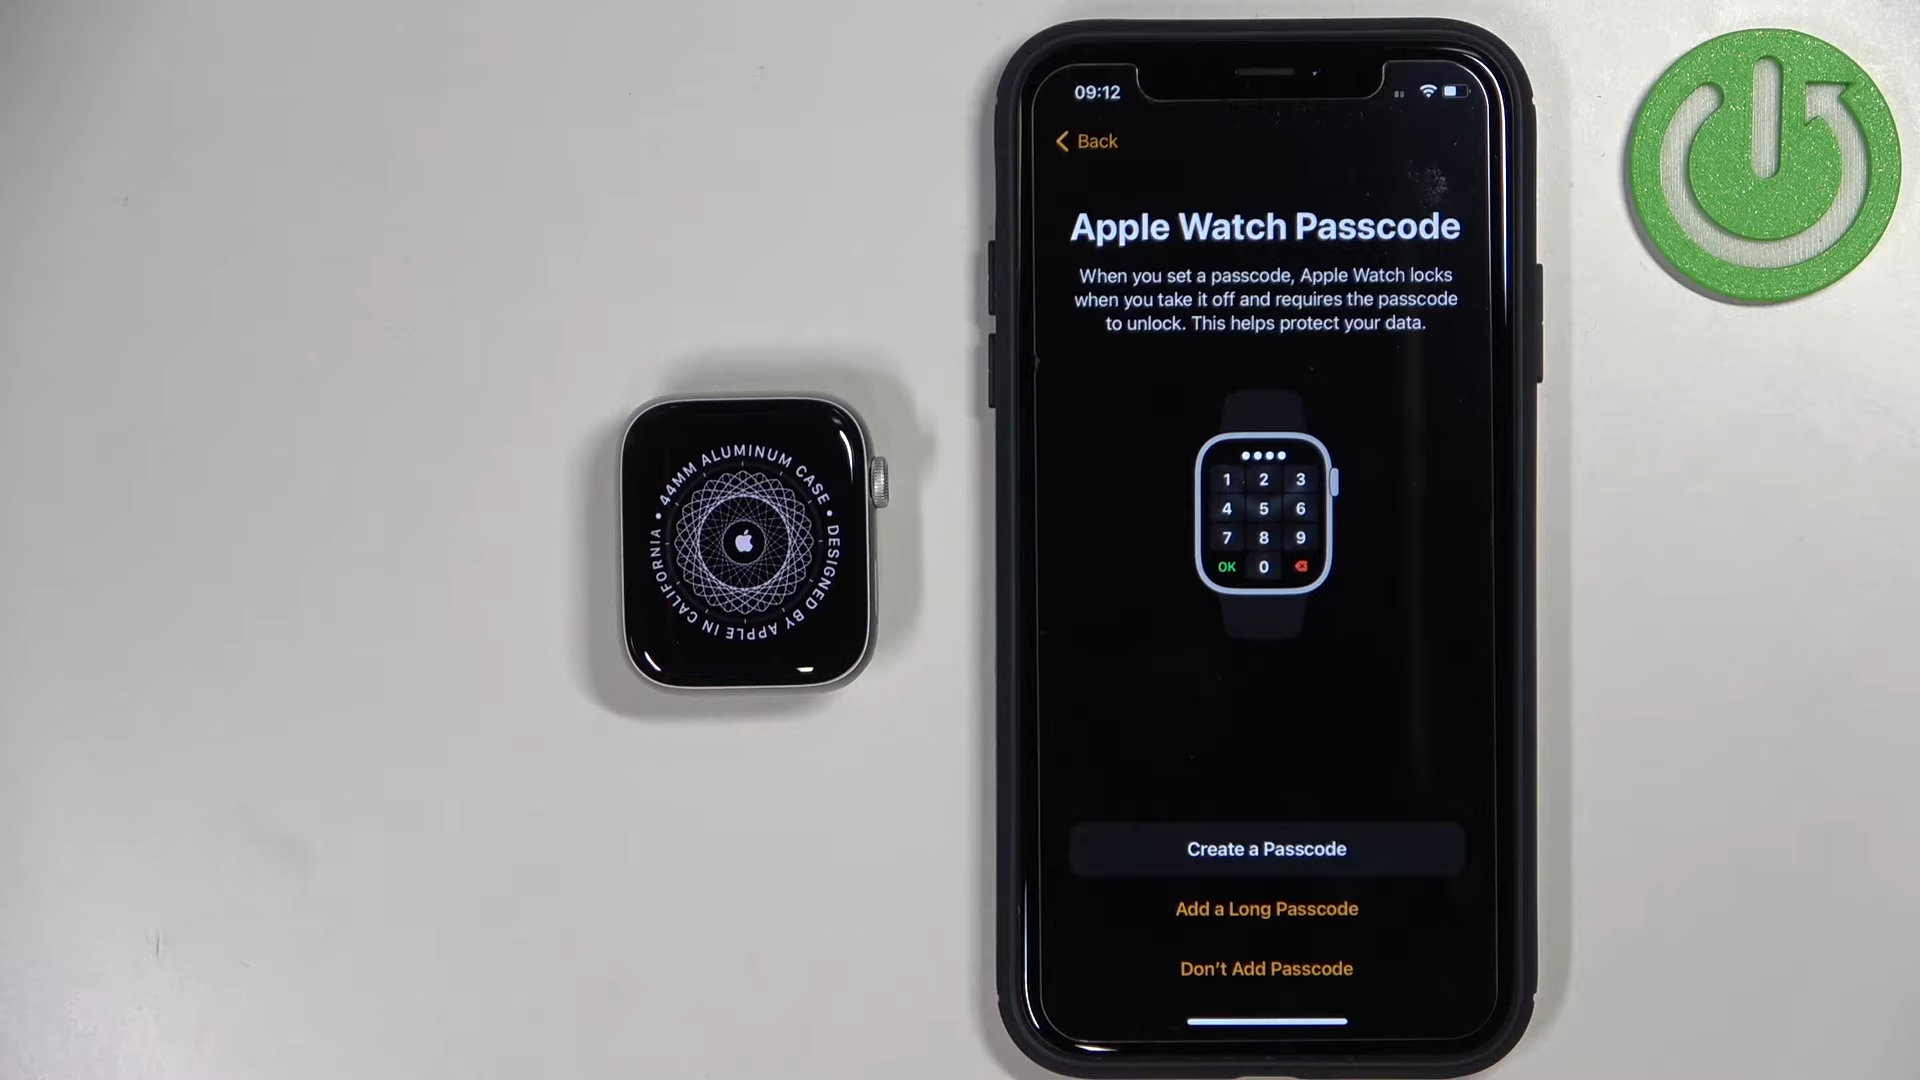 44MM ALUMINUM CASE • DESIGNED BY APPLE IN CALIFORNIA •
09:12
Back
Apple Watch Passcode
When you set a passcode, Apple Watch locks
when you take it off and requires the passcode
to unlock. This helps protect your data.
1 2 3
4 5 6
7 8 9
OK 0
Create a Passcode
Add a Long Passcode
Don't Add Passcode